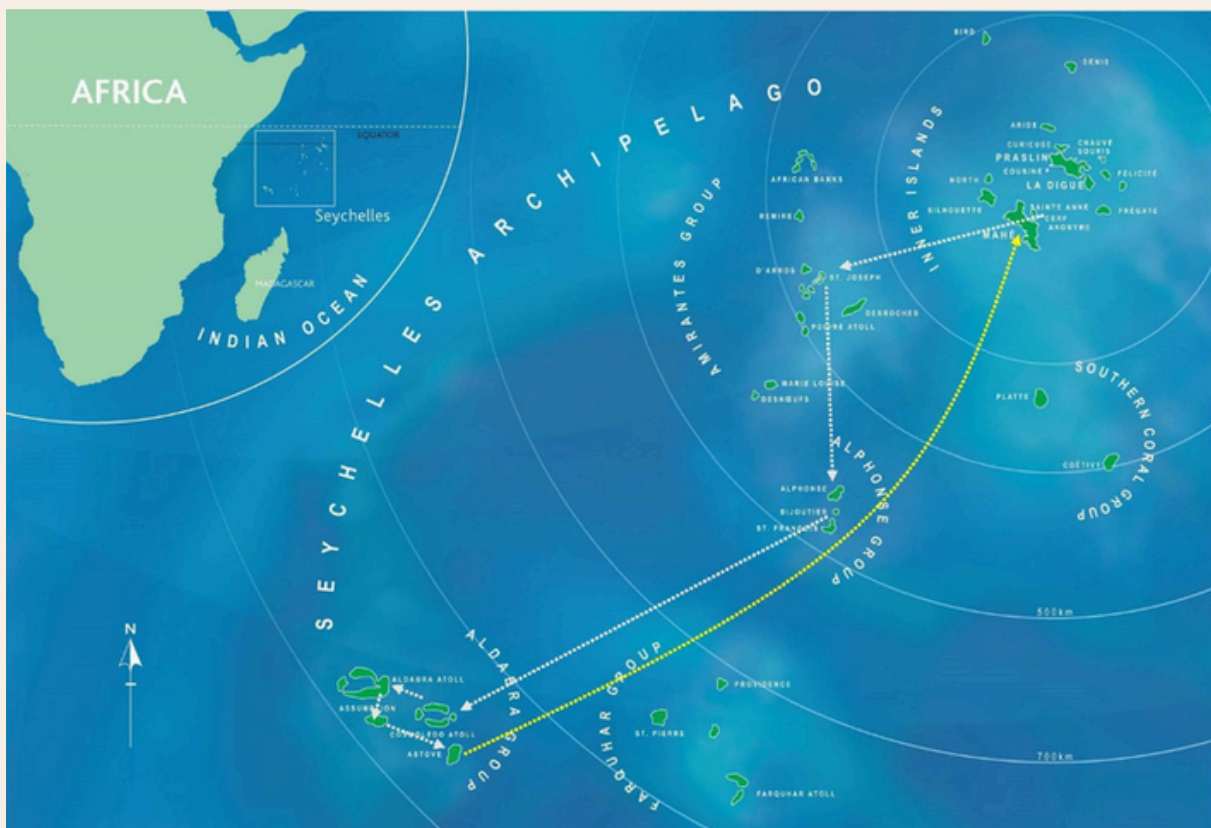 AFRICA
EQUATOR
Seychelles
MADAGASCAR
INDIAN OCEAN
SEYCHELLES ARCHIPELAGO
BIRD
DENIS
ARIDE
CURIEUSE
CHAUVE
SOURIS
PRASLIN
COUSINE
FÉLICITÉ
NORTH
LA DIGUE
SILHOUETTE
SAINTE ANNE
FRÉGATE
CERF
ANONYME
MAHÉ
INNER ISLANDS
AFRICAN BANKS
REMIRE
D'ARROS
ST. JOSEPH
DESROCHES
POIVRE ATOLL
AMIRANTES GROUP
MARIE LOUISE
DESNŒUFS
PLATTE
COËTIVY
SOUTHERN CORAL GROUP
ALPHONSE
BIJOUTIER
ST. FRANÇOIS
ALPHONSE GROUP
500km
N
ALDABRA ATOLL
ASSUMPTION
COSMOLEDO ATOLL
ASTOVE
ALDABRA GROUP
PROVIDENCE
ST. PIERRE
FARQUHAR ATOLL
FARQUHAR GROUP
700km